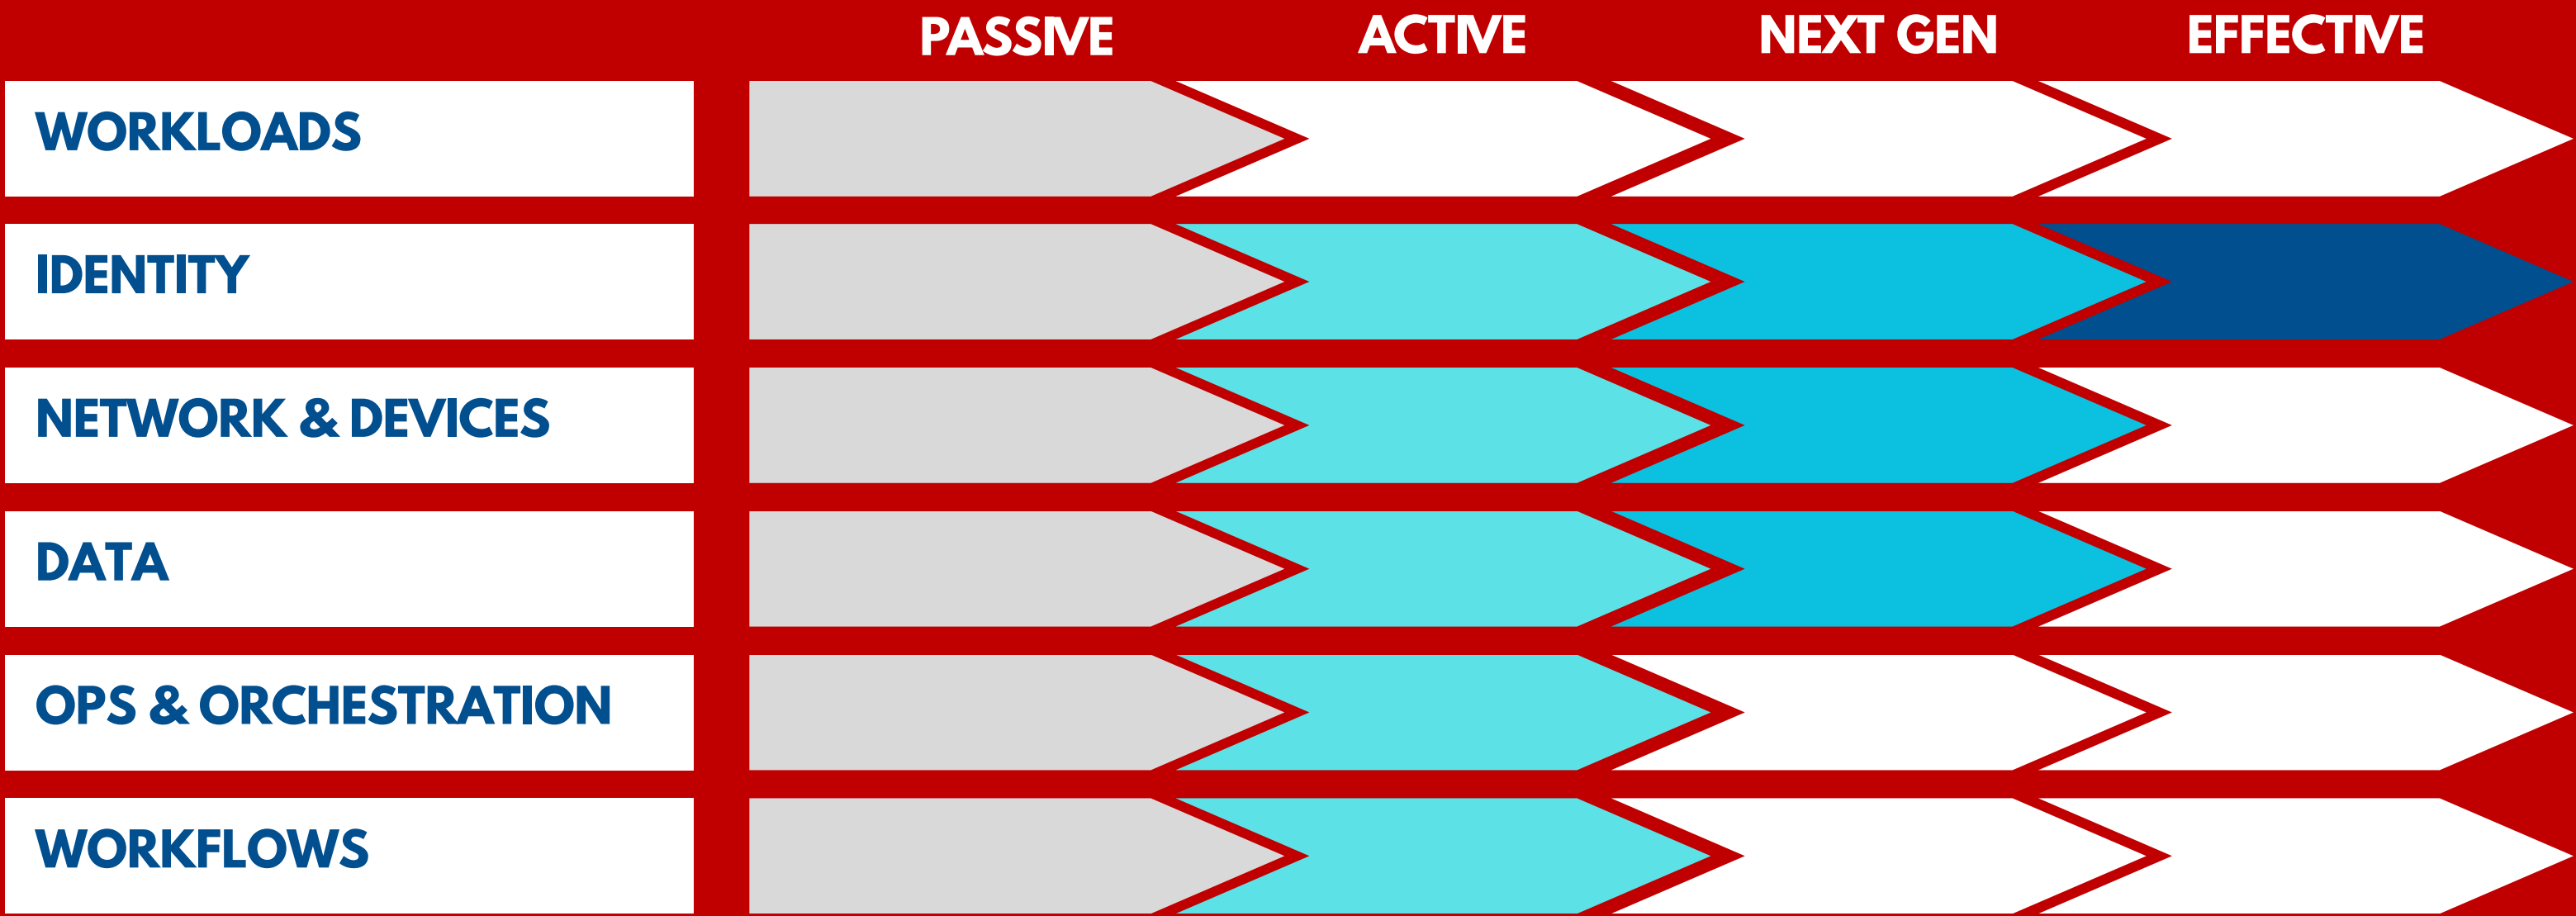 PASSIVE ACTIVE NEXT GEN EFFECTIVE
WORKLOADS
IDENTITY
NETWORK & DEVICES
DATA
OPS & ORCHESTRATION
WORKFLOWS